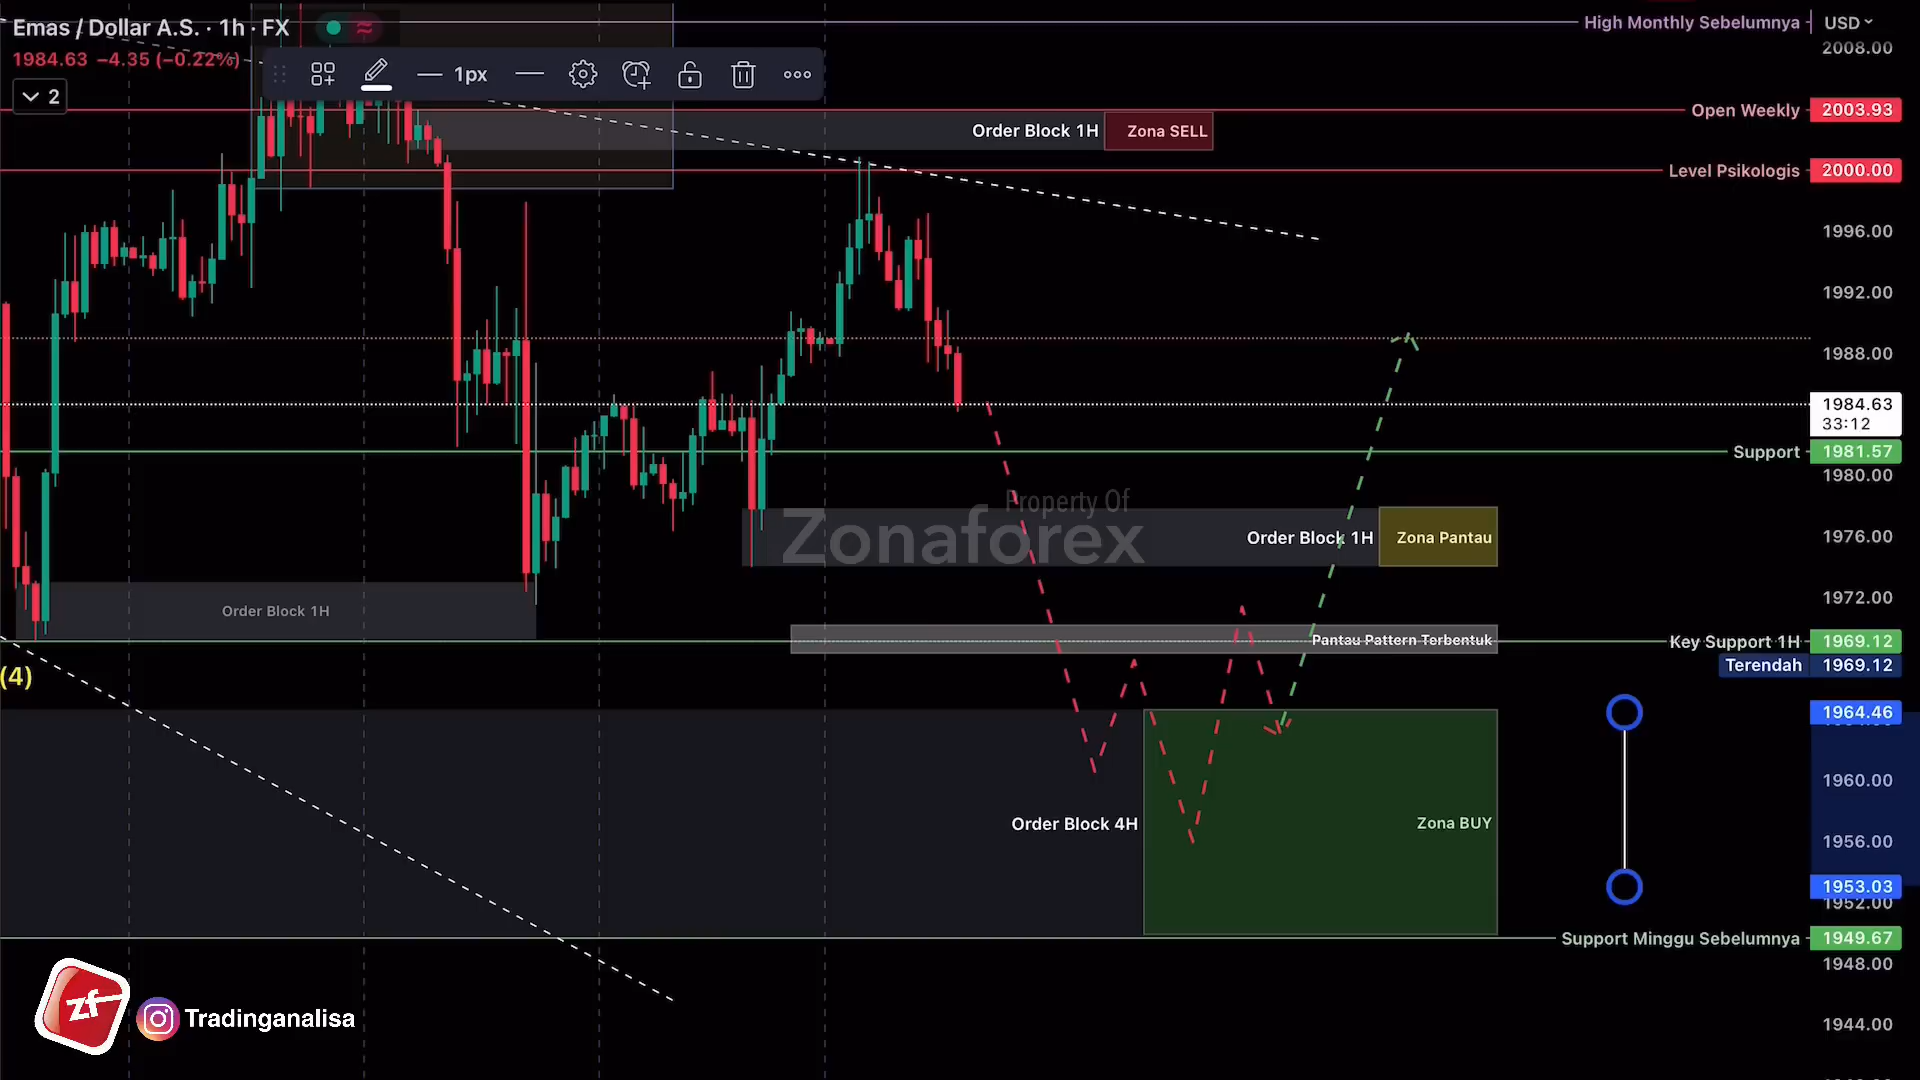 Emas / Dollar A.S. · 1h · FX
1984.63 −4.35 (−0.22%)
2
1px
High Monthly Sebelumnya
USD
2008.00
Open Weekly
2003.93
Order Block 1H
Zona SELL
Level Psikologis
2000.00
1996.00
1992.00
1988.00
1984.63
33:12
Support
1981.57
1980.00
Property Of
Zonaforex
Order Block 1H
Zona Pantau
1976.00
1972.00
Order Block 1H
Pantau Pattern Terbentuk
Key Support 1H
1969.12
Terendah
1969.12
(4)
1964.46
1960.00
Order Block 4H
Zona BUY
1956.00
1953.03
1952.00
Support Minggu Sebelumnya
1949.67
1948.00
zf
Tradinganalisa
1944.00